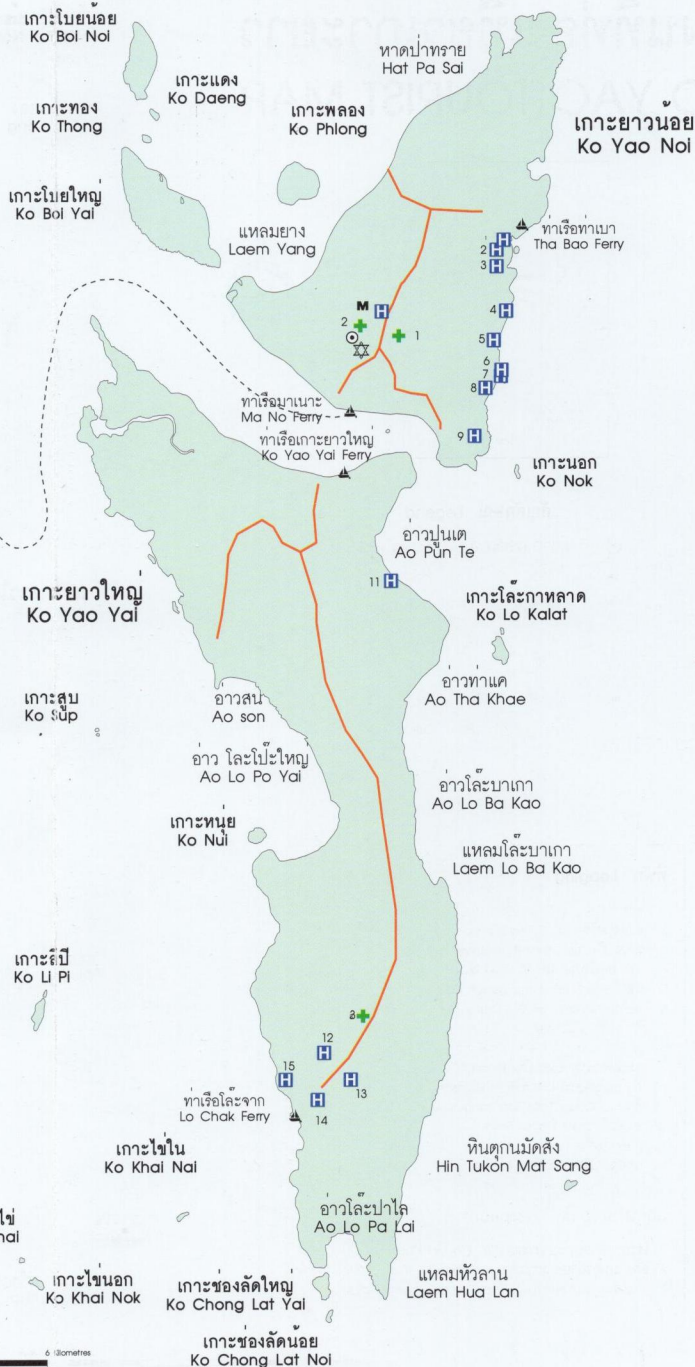 เกาะโบยน้อย
Ko Boi Noi
หาดป่าทราย
Hat Pa Sai
เกาะแดง
Ko Daeng
เกาะทอง
Ko Thong
เกาะพลอง
Ko Phlong
เกาะยาวน้อย
Ko Yao Noi
เกาะโบยใหญ่
Ko Boi Yai
แหลมยาง
Laem Yang
ท่าเรือท่าเบา
Tha Bao Ferry
1
H
2 H
3 H
4 H
M
H
2
1
5 H
6 H
7
8 H
ท่าเรือมาเนาะ
Ma No Ferry
ท่าเรือเกาะยาวใหญ่
Ko Yao Yai Ferry
9 H
เกาะนอก
Ko Nok
อ่าวปูนเต
Ao Pun Te
11 H
เกาะยาวใหญ่
Ko Yao Yai
เกาะโล๊ะกาหลาด
Ko Lo Kalat
อ่าวท่าแค
Ao Tha Khae
เกาะสูบ
Ko Sup
อ่าวสน
Ao son
อ่าว โละโป๊ะใหญ่
Ao Lo Po Yai
อ่าวโล๊ะบาเกา
Ao Lo Ba Kao
เกาะหนุย
Ko Nui
แหลมโล๊ะบาเกา
Laem Lo Ba Kao
เกาะลิปี
Ko Li Pi
12
H
15
H
H
13
H
14
ท่าเรือโล๊ะจาก
Lo Chak Ferry
เกาะไข่ใน
Ko Khai Nai
หินตุกนมัดสัง
Hin Tukon Mat Sang
อ่าวโล๊ะปาไล
Ao Lo Pa Lai
เกาะไข่นอก
Ko Khai Nok
เกาะช่องลัดใหญ่
Ko Chong Lat Yai
แหลมหัวลาน
Laem Hua Lan
เกาะช่องลัดน้อย
Ko Chong Lat Noi
6 Kilometres